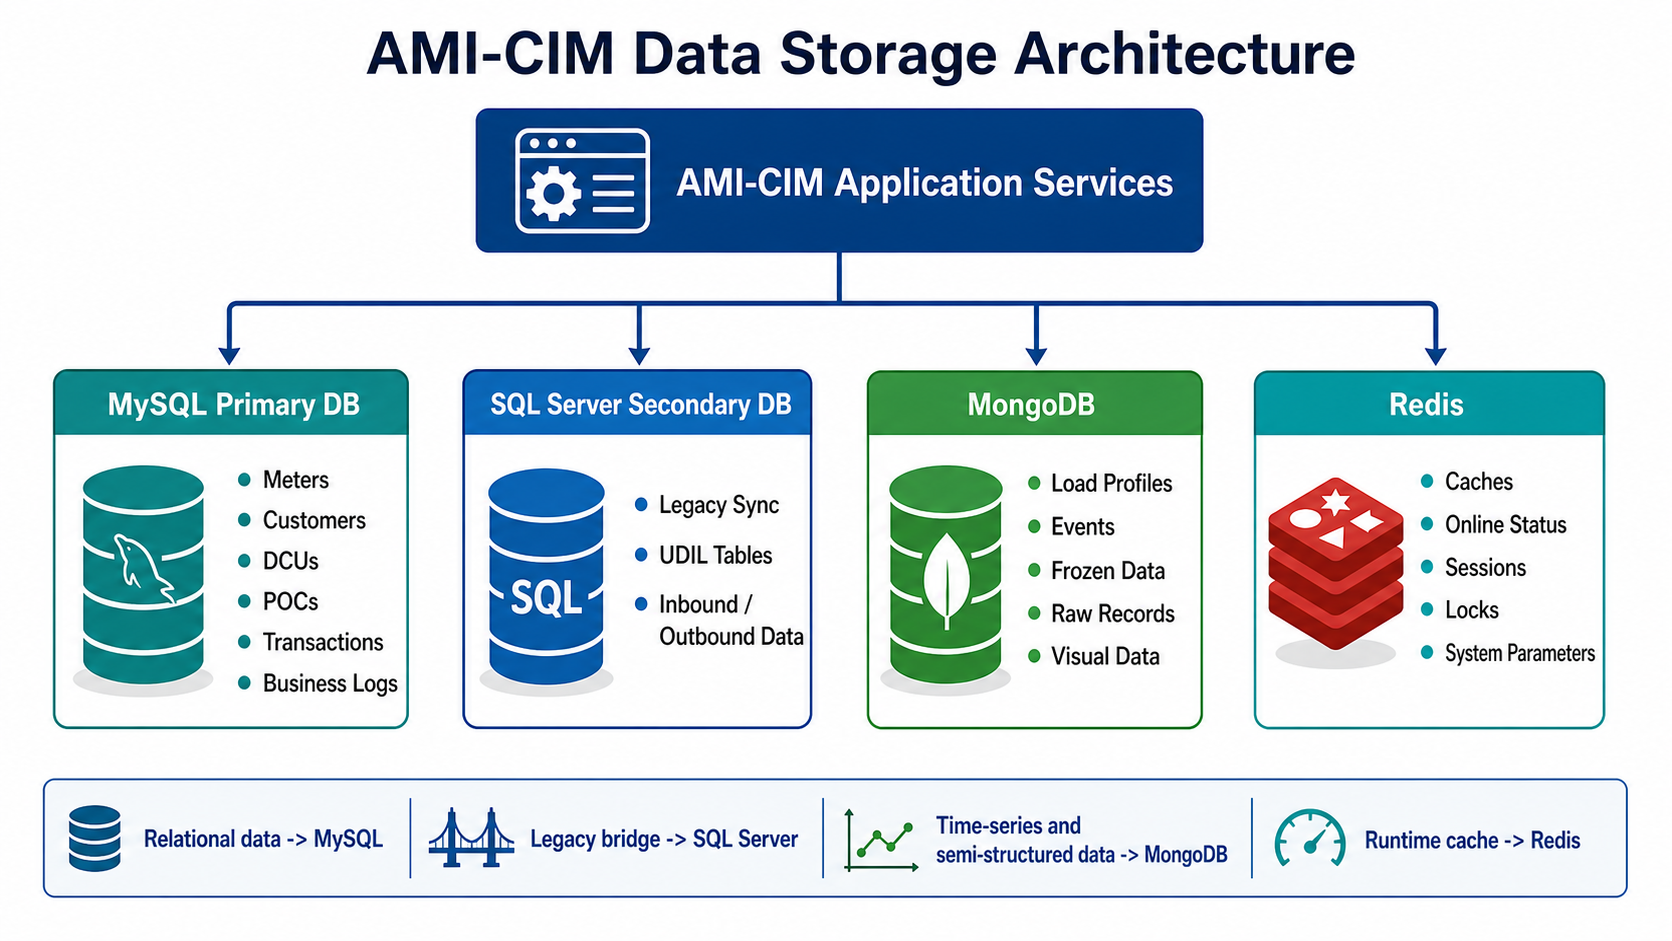 AMI-CIM Data Storage Architecture
AMI-CIM Application Services
MySQL Primary DB
Meters
Customers
DCUs
POCs
Transactions
Business Logs
SQL Server Secondary DB
SQL
Legacy Sync
UDIL Tables
Inbound /
Outbound Data
MongoDB
Load Profiles
Events
Frozen Data
Raw Records
Visual Data
Redis
Caches
Online Status
Sessions
Locks
System Parameters
Relational data -> MySQL
Legacy bridge -> SQL Server
Time-series and
semi-structured data -> MongoDB
Runtime cache -> Redis